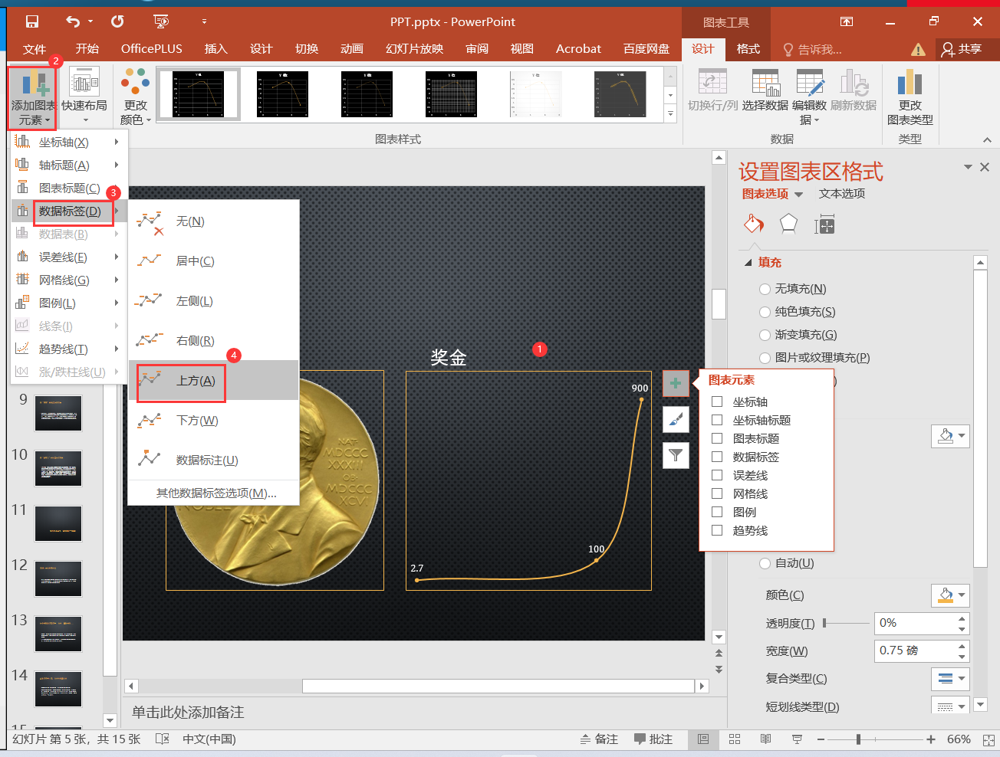 PPT.pptx - PowerPoint
图表工具
文件
开始
OfficePLUS
插入
设计
切换
动画
幻灯片放映
审阅
视图
Acrobat
百度网盘
设计
格式
告诉我...
共享
2
添加图表
元素
快速布局
更改
颜色
切换行/列
选择数据
编辑数
据
刷新数据
更改
图表类型
图表样式
数据
类型
坐标轴(X)
轴标题(A)
图表标题(C)
3
数据标签(D)
数据表(B)
误差线(E)
网格线(G)
图例(L)
线条(I)
趋势线(T)
涨/跌柱线(U)
无(N)
居中(C)
左侧(L)
右侧(R)
4
上方(A)
下方(W)
数据标注(U)
其他数据标签选项(M)...
9
10
11
12
13
14
奖金
1
900
100
2.7
NAT-
MDCCC
XXXIII
OB-
MDCCC
XCVI
图表元素
坐标轴
坐标轴标题
图表标题
数据标签
误差线
网格线
图例
趋势线
设置图表区格式
图表选项
文本选项
填充
无填充(N)
纯色填充(S)
渐变填充(G)
图片或纹理填充(P)
自动(U)
颜色(C)
透明度(T)
0%
宽度(W)
0.75 磅
复合类型(C)
短划线类型(D)
单击此处添加备注
幻灯片 第 5 张，共 15 张
中文(中国)
备注
批注
66%